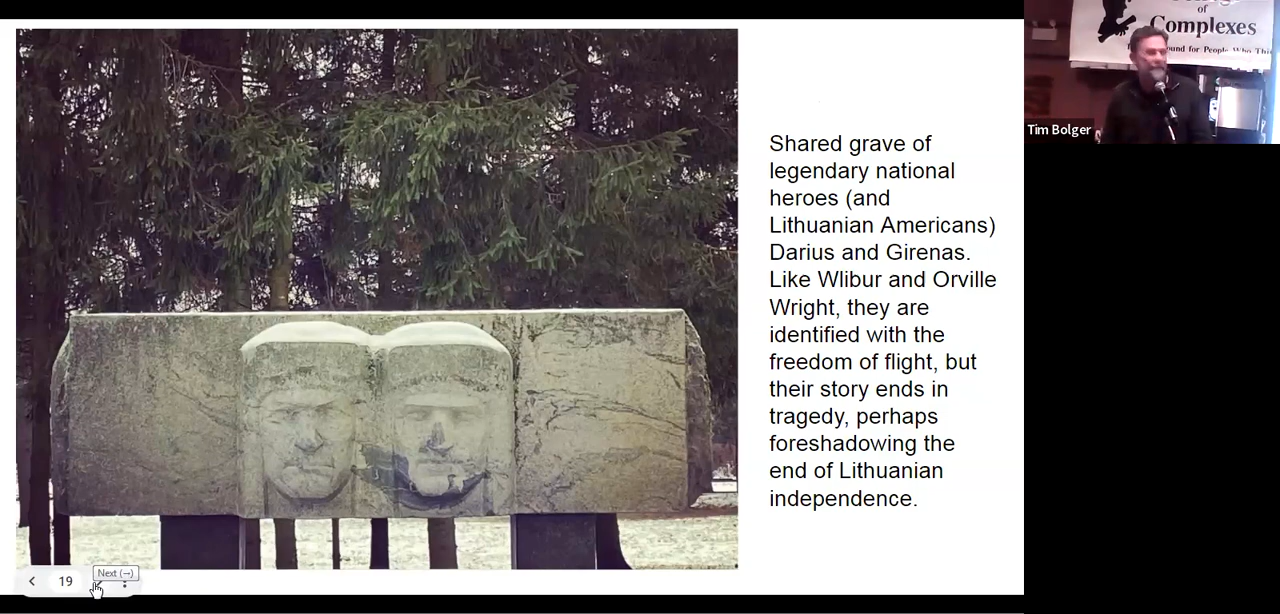 of
Complexes
Tim Bolger
Shared grave of
legendary national
heroes (and
Lithuanian Americans)
Darius and Girenas.
Like Wlibur and Orville
Wright, they are
identified with the
freedom of flight, but
their story ends in
tragedy, perhaps
foreshadowing the
end of Lithuanian
independence.
Next (→)
19